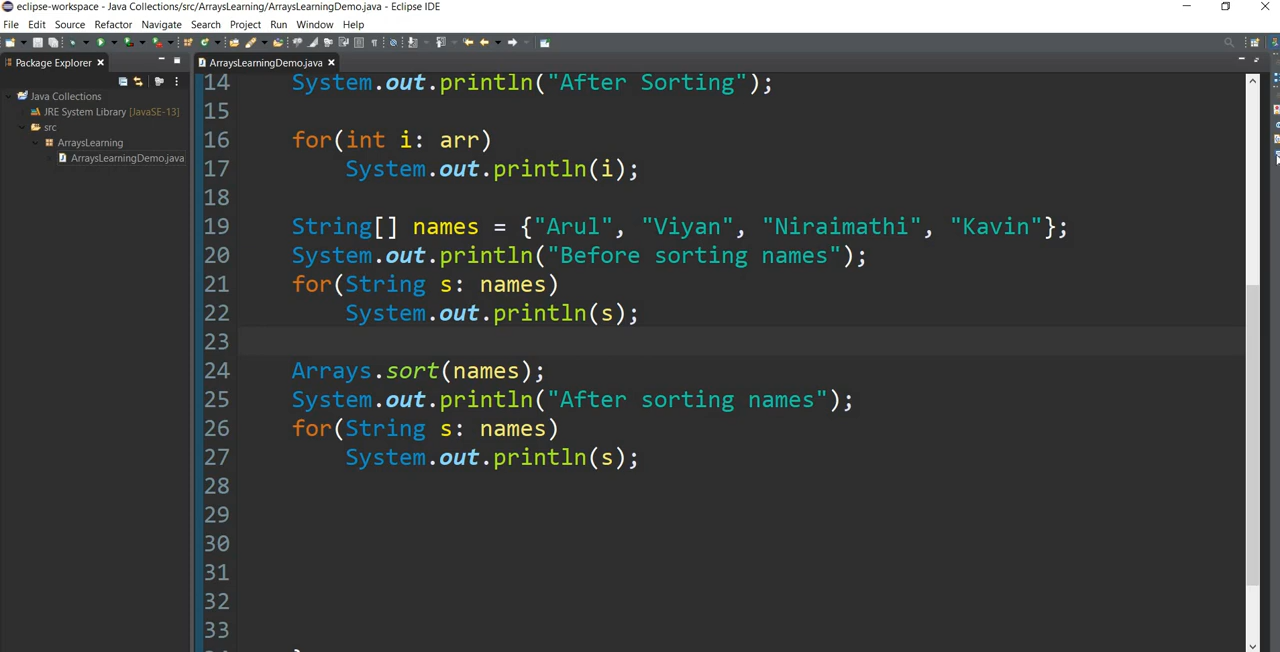 eclipse-workspace - Java Collections/src/ArraysLearning/ArraysLearningDemo.java - Eclipse IDE
File Edit Source Refactor Navigate Search Project Run Window Help
Package Explorer
ArraysLearningDemo.java
Java Collections
JRE System Library [JavaSE-13]
src
ArraysLearning
ArraysLearningDemo.java
14 System.out.println("After Sorting");
15
16 for(int i: arr)
17 System.out.println(i);
18
19 String[] names = {"Arul", "Viyan", "Niraimathi", "Kavin"};
20 System.out.println("Before sorting names");
21 for(String s: names)
22 System.out.println(s);
23
24 Arrays.sort(names);
25 System.out.println("After sorting names");
26 for(String s: names)
27 System.out.println(s);
28
29
30
31
32
33